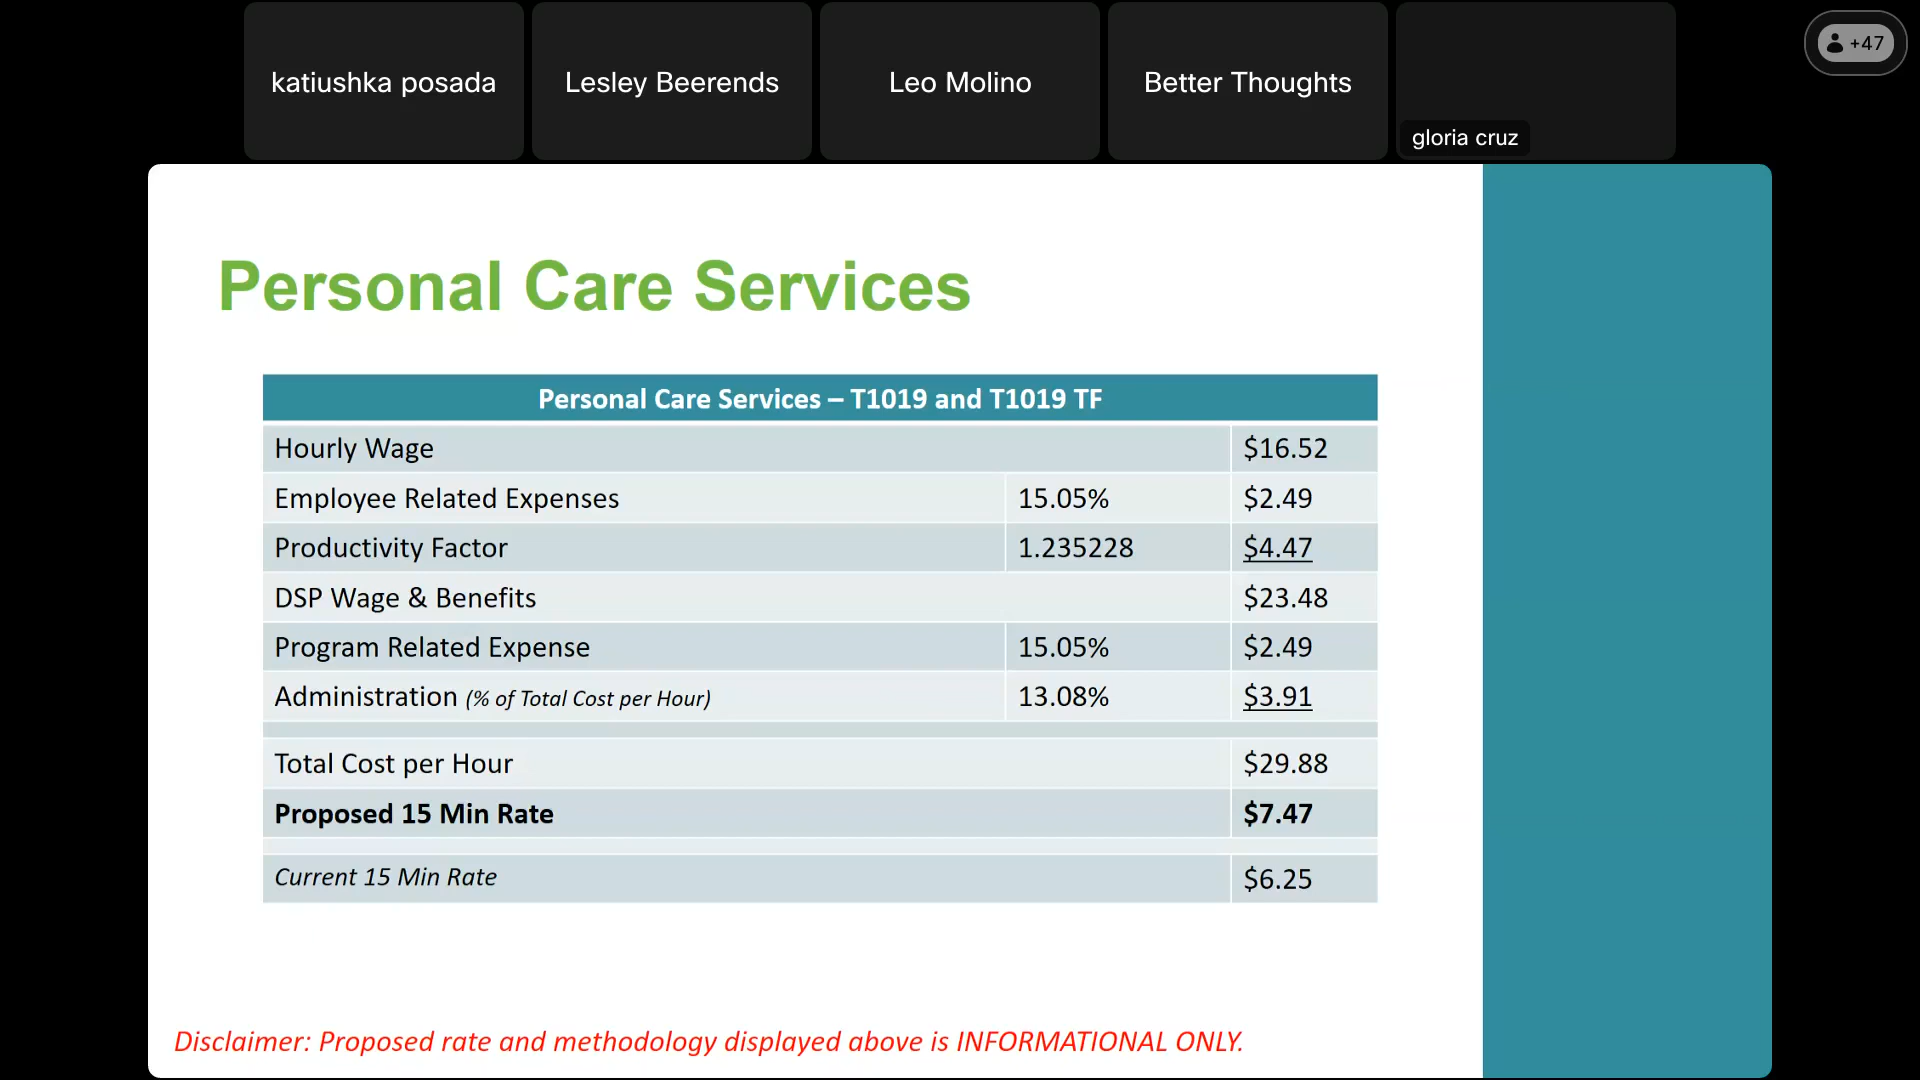 katiushka posada
Lesley Beerends
Leo Molino
Better Thoughts
gloria cruz
+47
Personal Care Services
Personal Care Services – T1019 and T1019 TF
Hourly Wage $16.52
Employee Related Expenses 15.05% $2.49
Productivity Factor 1.235228 $4.47
DSP Wage & Benefits $23.48
Program Related Expense 15.05% $2.49
Administration (% of Total Cost per Hour) 13.08% $3.91
Total Cost per Hour $29.88
Proposed 15 Min Rate $7.47
Current 15 Min Rate $6.25
Disclaimer: Proposed rate and methodology displayed above is INFORMATIONAL ONLY.